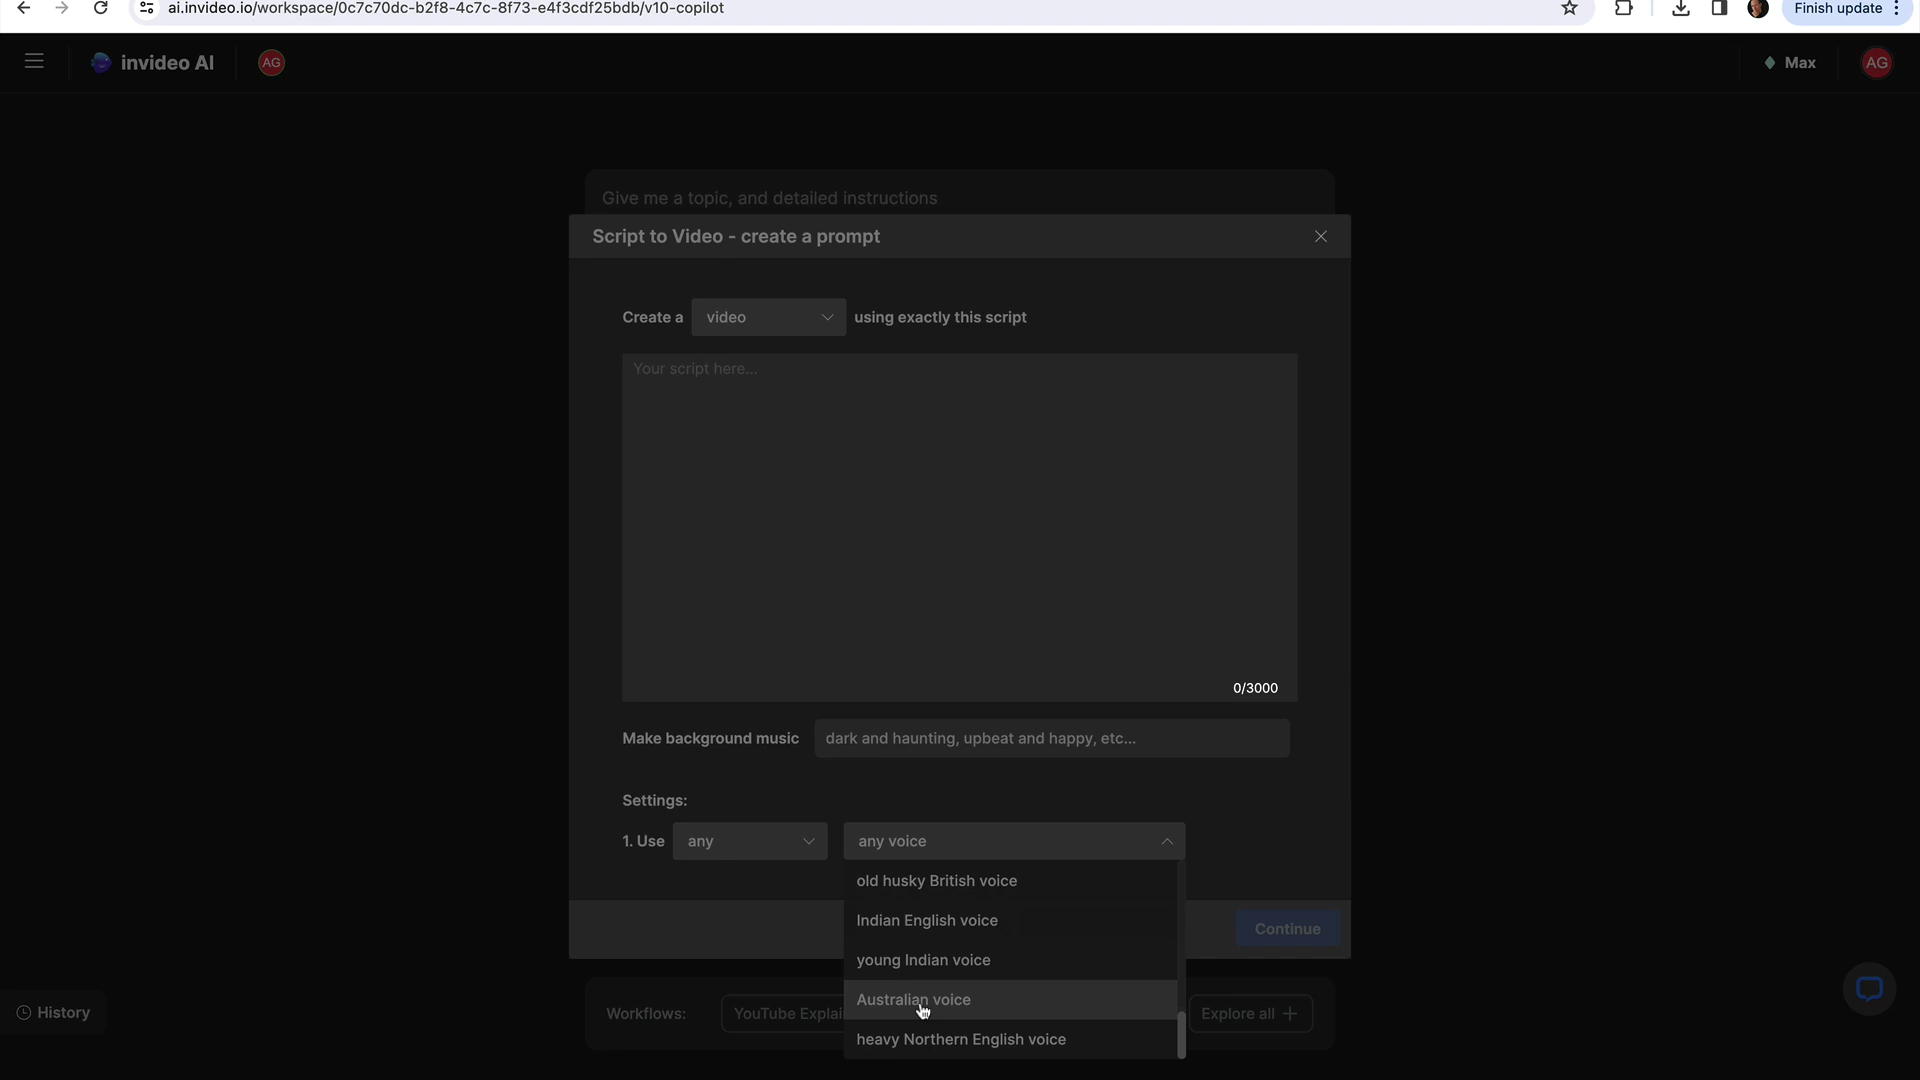 ai.invideo.io/workspace/0c7c70dc-b2f8-4c7c-8f73-e4f3cdf25bdb/v10-copilot
Finish update
invideo AI
AG
Max
AG
Give me a topic, and detailed instructions
Script to Video - create a prompt
Create a video using exactly this script
Your script here...
0/3000
Make background music dark and haunting, upbeat and happy, etc...
Settings:
1. Use any any voice
old husky British voice
Indian English voice
Continue
young Indian voice
Australian voice
History
Workflows: YouTube Explai Explore all +
heavy Northern English voice